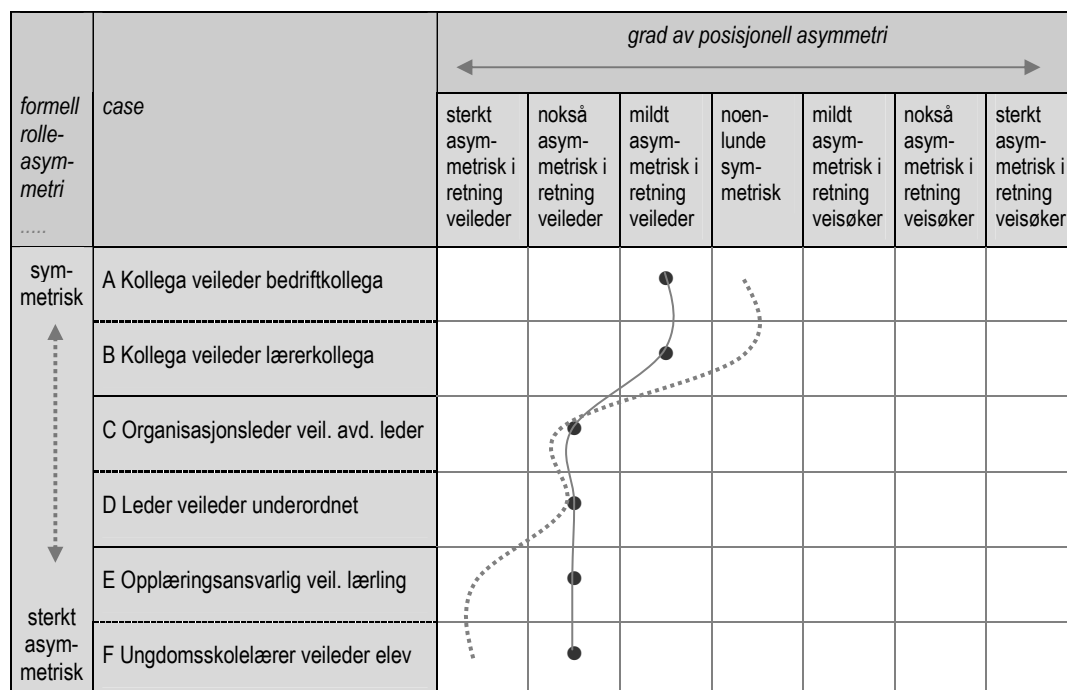 grad av posisjonell asymmetri
formell
rolle-
asym-
metri
.....
case
sterkt
asym-
metrisk i
retning
veileder
nokså
asym-
metrisk i
retning
veileder
mildt
asym-
metrisk i
retning
veileder
noen-
lunde
sym-
metrisk
mildt
asym-
metrisk i
retning
veisøker
nokså
asym-
metrisk i
retning
veisøker
sterkt
asym-
metrisk i
retning
veisøker
sym-
metrisk
A Kollega veileder bedriftkollega
B Kollega veileder lærerkollega
C Organisasjonsleder veil. avd. leder
D Leder veileder underordnet
E Opplæringsansvarlig veil. lærling
sterkt
asym-
metrisk
F Ungdomsskolelærer veileder elev